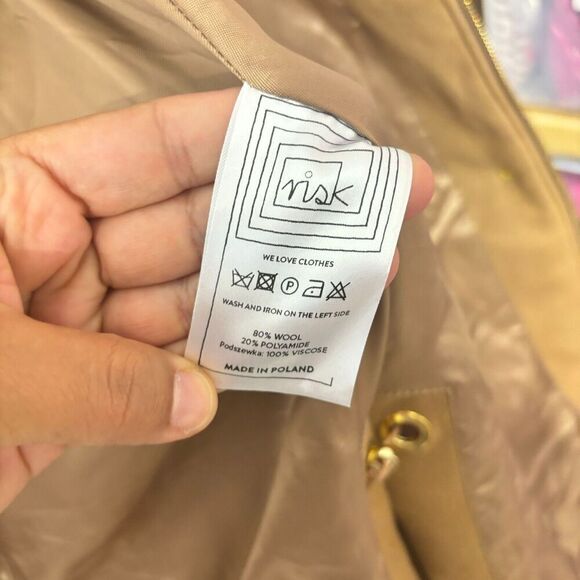 risk
WE LOVE CLOTHES
P
WASH AND IRON ON THE LEFT SIDE
80% WOOL
20% POLYAMIDE
Podszewka: 100% VISCOSE
MADE IN POLAND